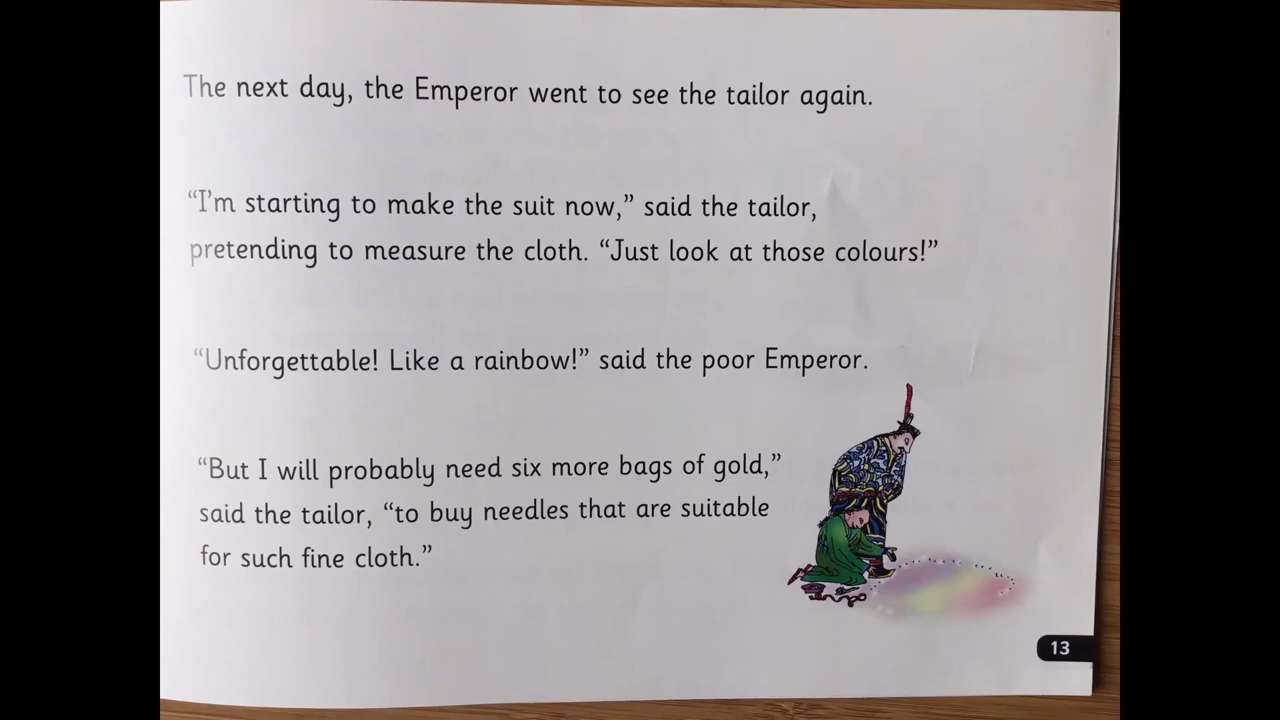 The next day, the Emperor went to see the tailor again.
“I’m starting to make the suit now,” said the tailor,
pretending to measure the cloth. “Just look at those colours!”
“Unforgettable! Like a rainbow!” said the poor Emperor.
“But I will probably need six more bags of gold,”
said the tailor, “to buy needles that are suitable
for such fine cloth.”
13